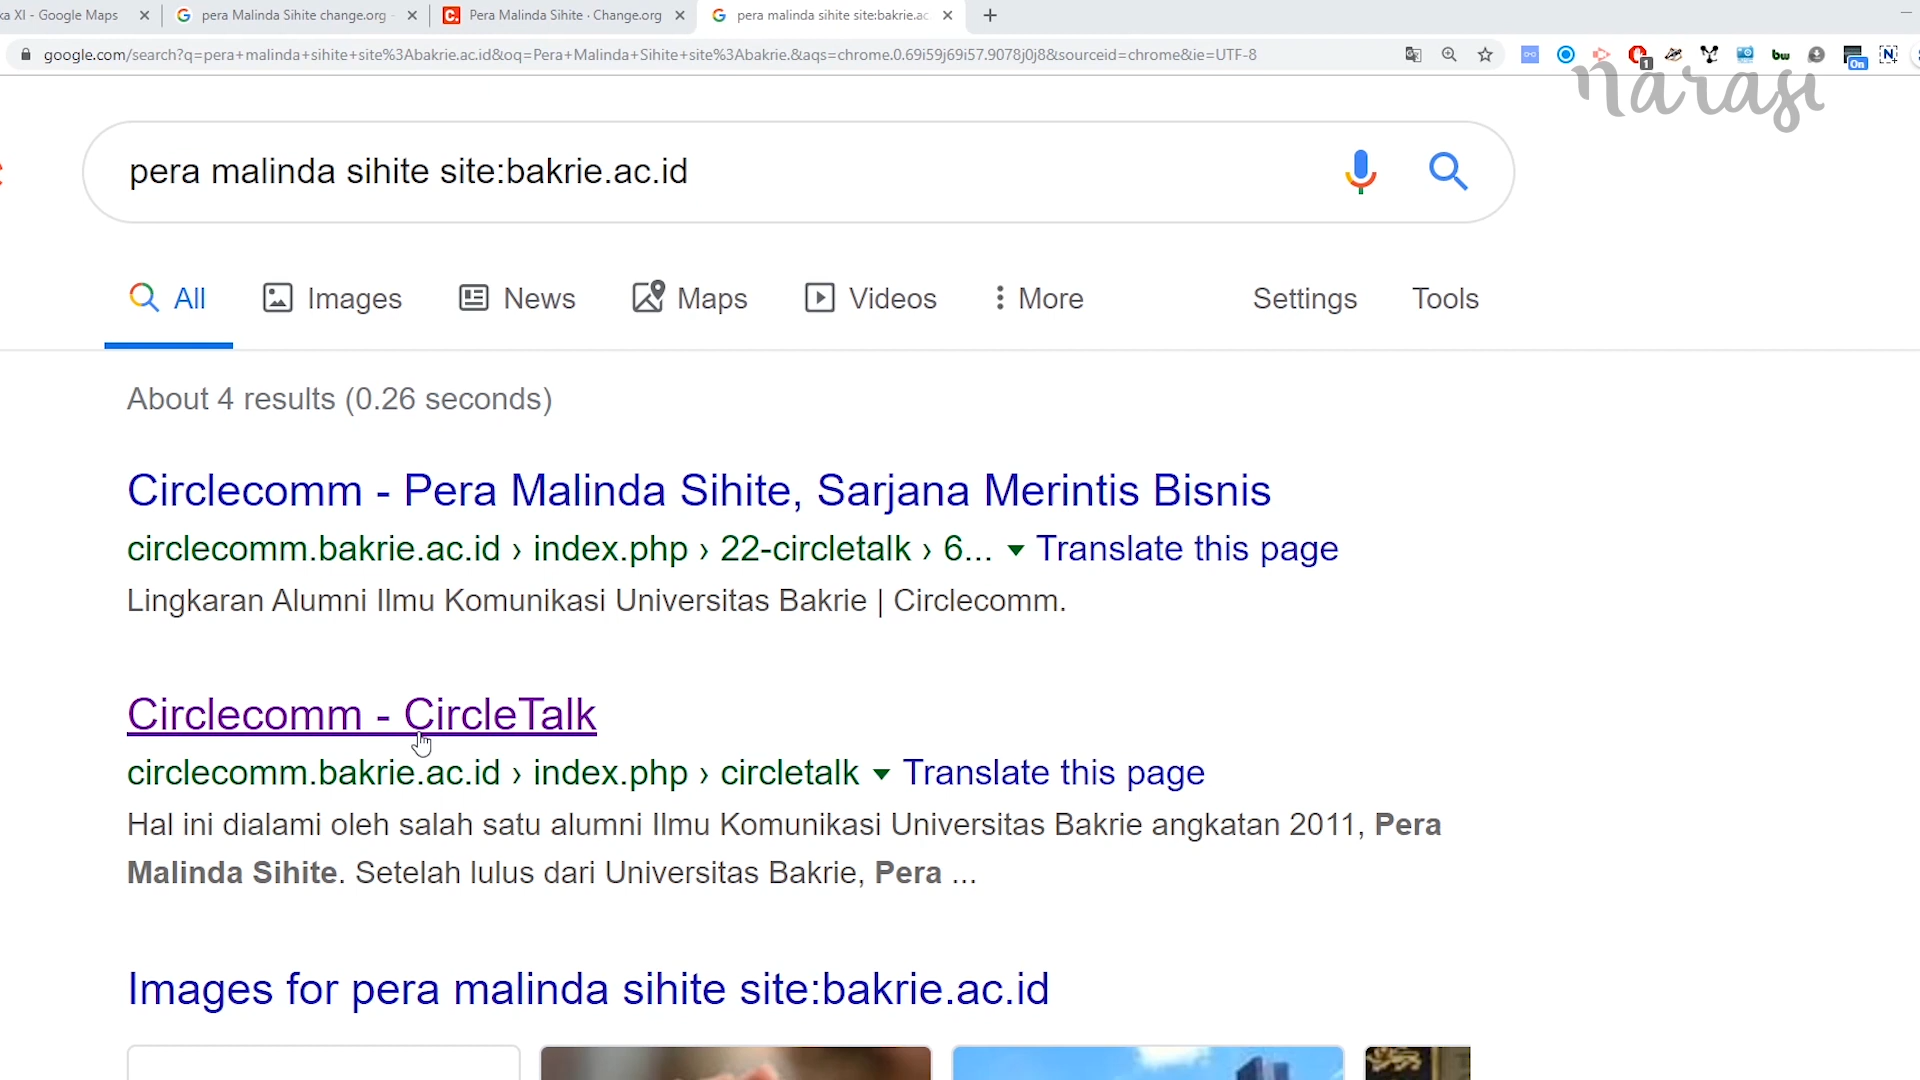 ka XI - Google Maps
pera Malinda Sihite change.org -
Pera Malinda Sihite · Change.org
pera malinda sihite site:bakrie.ac.
google.com/search?q=pera+malinda+sihite+site%3Abakrie.ac.id&oq=Pera+Malinda+Sihite+site%3Abakrie.&aqs=chrome.0.69i59j69i57.9078j0j8&sourceid=chrome&ie=UTF-8
1
bw
On
N
narasi
pera malinda sihite site:bakrie.ac.id
All
Images
News
Maps
Videos
More
Settings
Tools
About 4 results (0.26 seconds)
Circlecomm - Pera Malinda Sihite, Sarjana Merintis Bisnis
circlecomm.bakrie.ac.id › index.php › 22-circletalk › 6... ▼ Translate this page
Lingkaran Alumni Ilmu Komunikasi Universitas Bakrie | Circlecomm.
Circlecomm - CircleTalk
circlecomm.bakrie.ac.id › index.php › circletalk ▼ Translate this page
Hal ini dialami oleh salah satu alumni Ilmu Komunikasi Universitas Bakrie angkatan 2011, Pera
Malinda Sihite. Setelah lulus dari Universitas Bakrie, Pera ...
Images for pera malinda sihite site:bakrie.ac.id